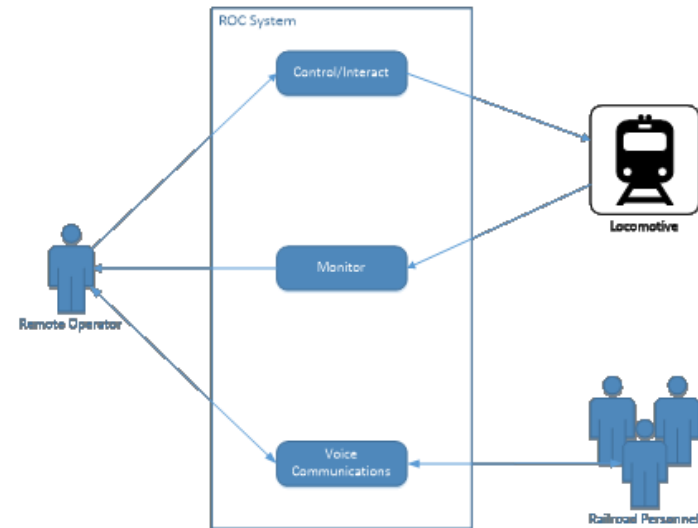 ROC System
Control/Interact
Locomotive
Monitor
Remote Operator
Voice
Communications
Railroad Personnel